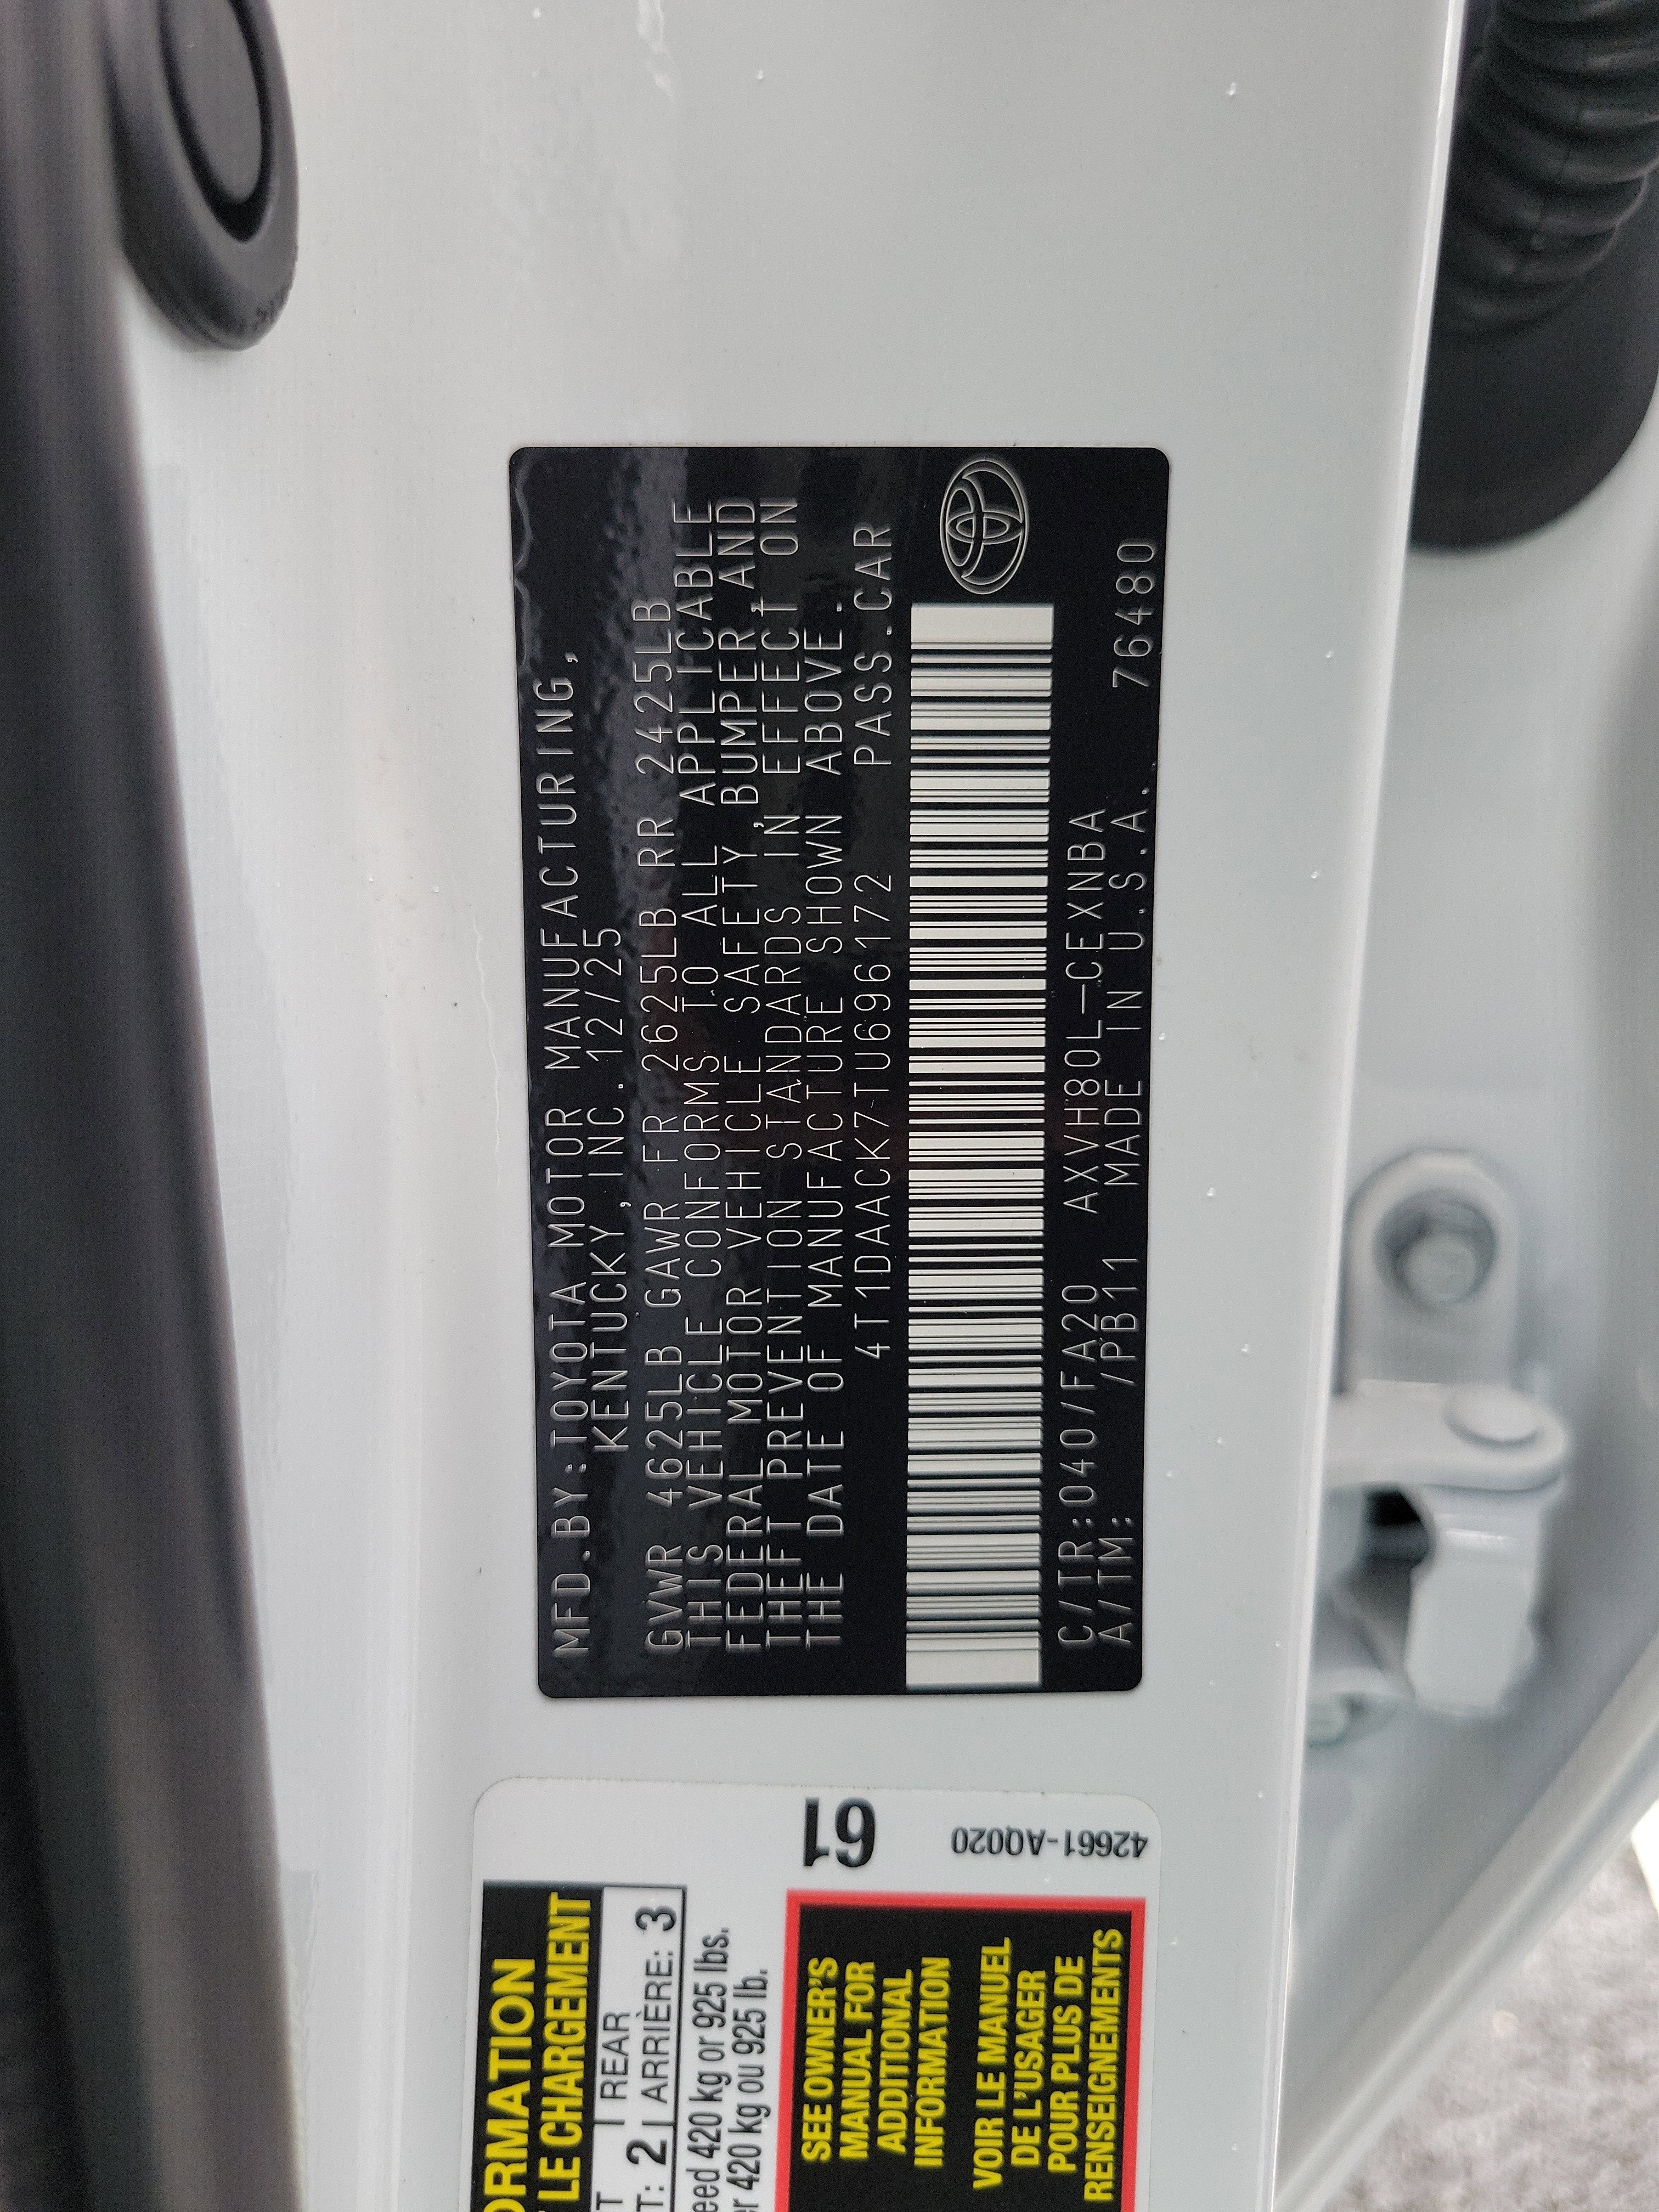 MFD.BY:TOYOTA MOTOR MANUFACTURING,
KENTUCKY,INC.12/25
GVWR 4625LB GAWR FR 2625LB RR 2425LB
THIS VEHICLE CONFORMS TO ALL APPLICABLE
FEDERAL MOTOR VEHICLE SAFETY,BUMPER,AND
THEFT PREVENTION STANDARDS IN EFFECT ON
THE DATE OF MANUFACTURE SHOWN ABOVE.
4T1DAACK7TU696172 PASS.CAR
C/TR:040/FA20 AXVH80L-CEXNBA
A/TM: /PB11 MADE IN U.S.A. 76480
ORMATION
LE CHARGEMENT
REAR
2 ARRIÈRE: 3
420 kg or 925 lbs.
420 kg ou 925 lb.
61
42661-AQ020
SEE OWNER'S
MANUAL FOR
ADDITIONAL
INFORMATION
VOIR LE MANUEL
DE L'USAGER
POUR PLUS DE
RENSEIGNEMENTS